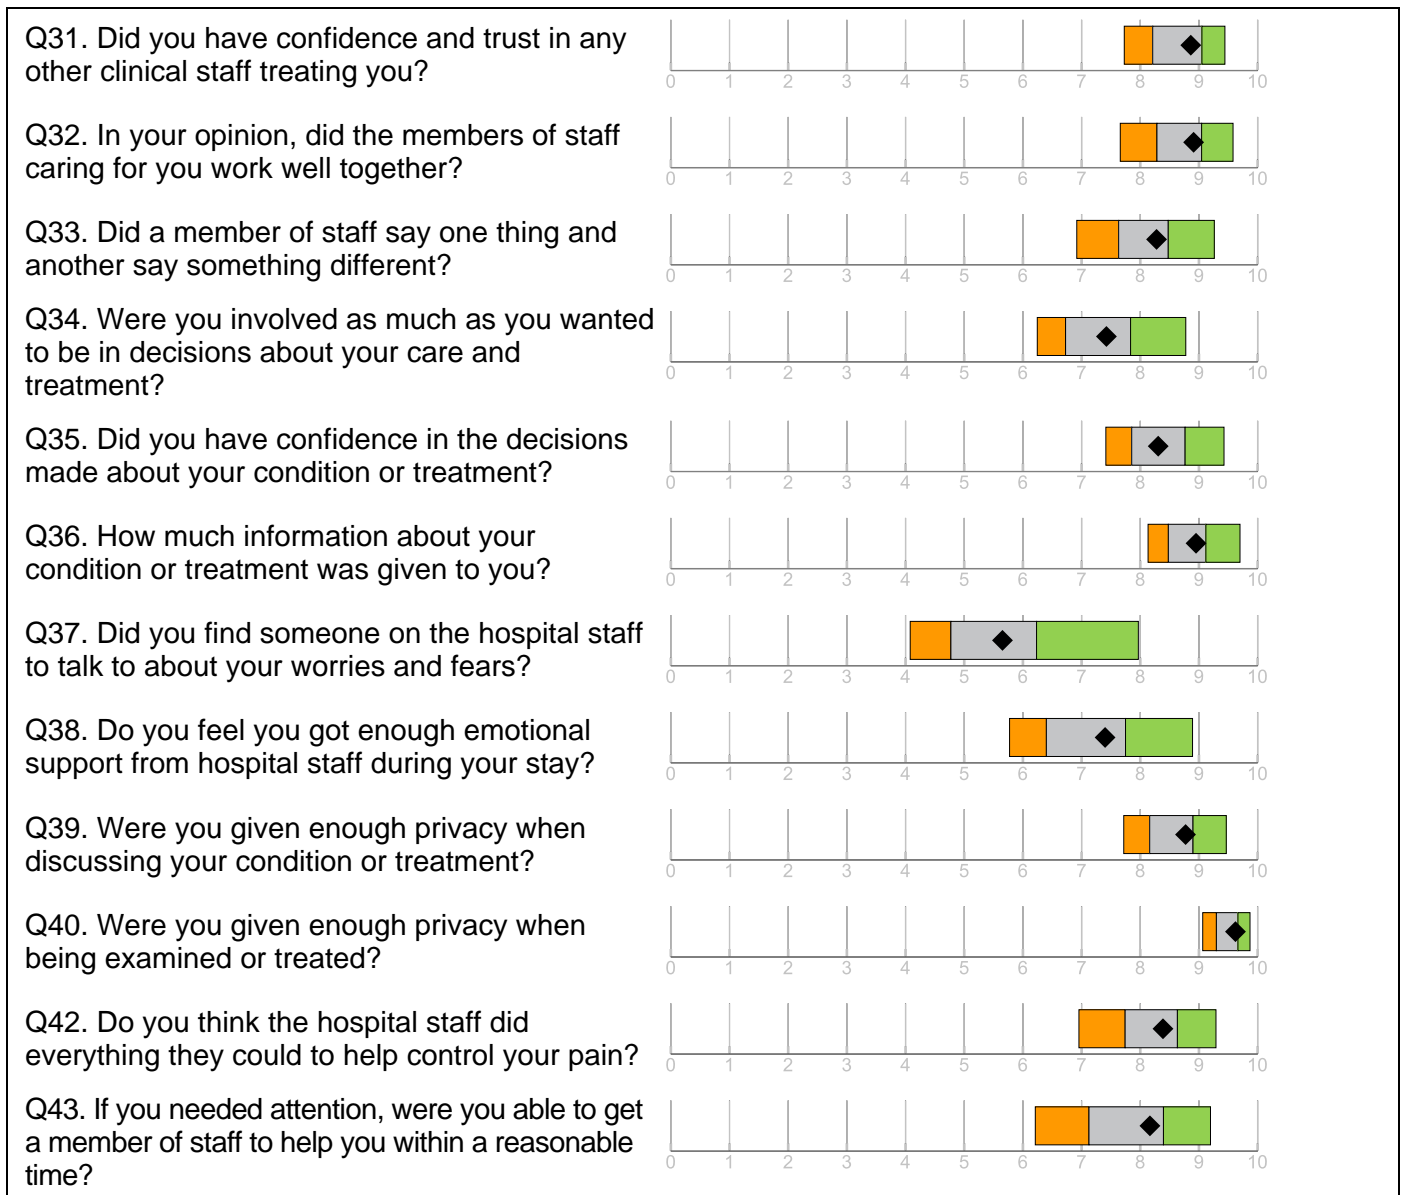 Q31. Did you have confidence and trust in any
other clinical staff treating you?
0 1 2 3 4 5 6 7 8 9 10
Q32. In your opinion, did the members of staff
caring for you work well together?
0 1 2 3 4 5 6 7 8 9 10
Q33. Did a member of staff say one thing and
another say something different?
0 1 2 3 4 5 6 7 8 9 10
Q34. Were you involved as much as you wanted
to be in decisions about your care and
treatment?
0 1 2 3 4 5 6 7 8 9 10
Q35. Did you have confidence in the decisions
made about your condition or treatment?
0 1 2 3 4 5 6 7 8 9 10
Q36. How much information about your
condition or treatment was given to you?
0 1 2 3 4 5 6 7 8 9 10
Q37. Did you find someone on the hospital staff
to talk to about your worries and fears?
0 1 2 3 4 5 6 7 8 9 10
Q38. Do you feel you got enough emotional
support from hospital staff during your stay?
0 1 2 3 4 5 6 7 8 9 10
Q39. Were you given enough privacy when
discussing your condition or treatment?
0 1 2 3 4 5 6 7 8 9 10
Q40. Were you given enough privacy when
being examined or treated?
0 1 2 3 4 5 6 7 8 9 10
Q42. Do you think the hospital staff did
everything they could to help control your pain?
0 1 2 3 4 5 6 7 8 9 10
Q43. If you needed attention, were you able to get
a member of staff to help you within a reasonable
time?
0 1 2 3 4 5 6 7 8 9 10